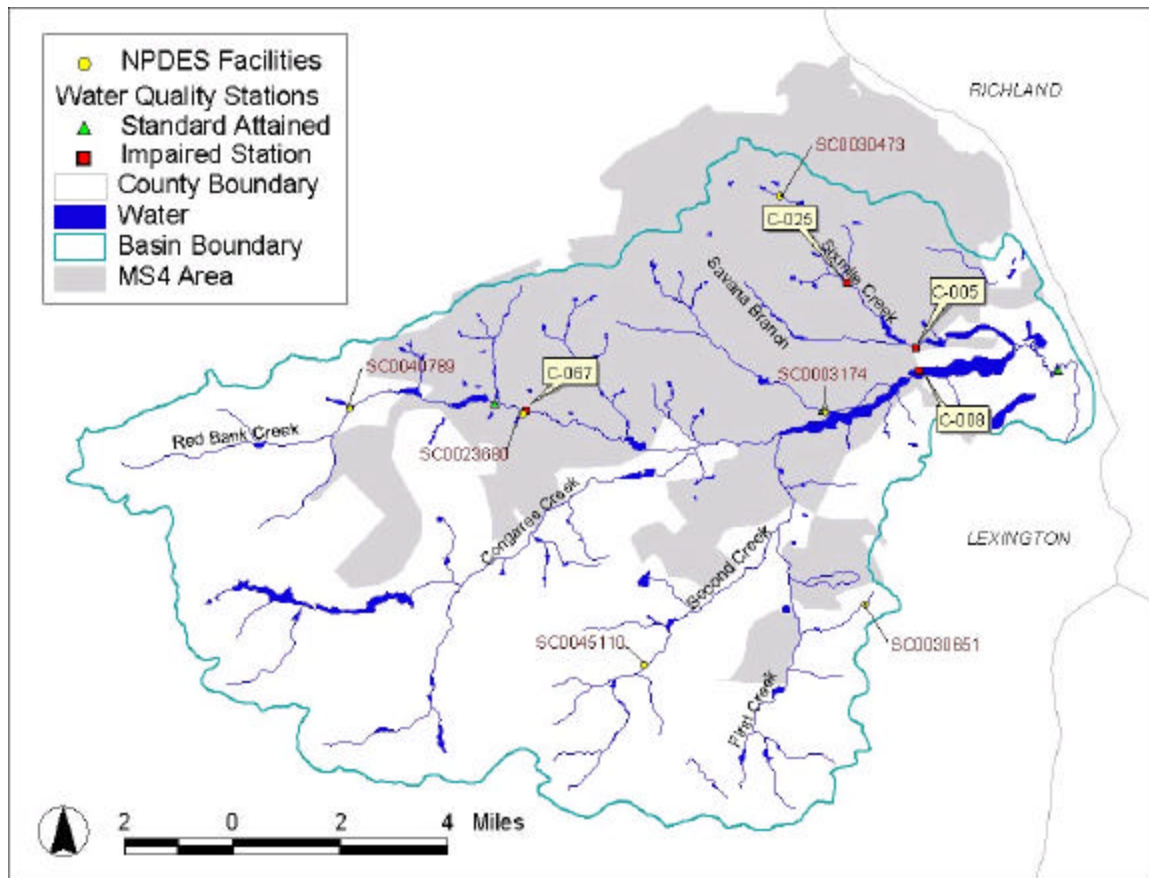 NPDES Facilities
Water Quality Stations
Standard Attained
Impaired Station
County Boundary
Water
Basin Boundary
MS4 Area
RICHLAND
SC0030473
C-025
Sixmile Creek
Savana Branch
C-005
SC0040789
C-067
SC0003174
C-008
Red Bank Creek
SC0023680
Congaree Creek
Second Creek
LEXINGTON
SC0045110
SC0030651
First Creek
2 0 2 4 Miles